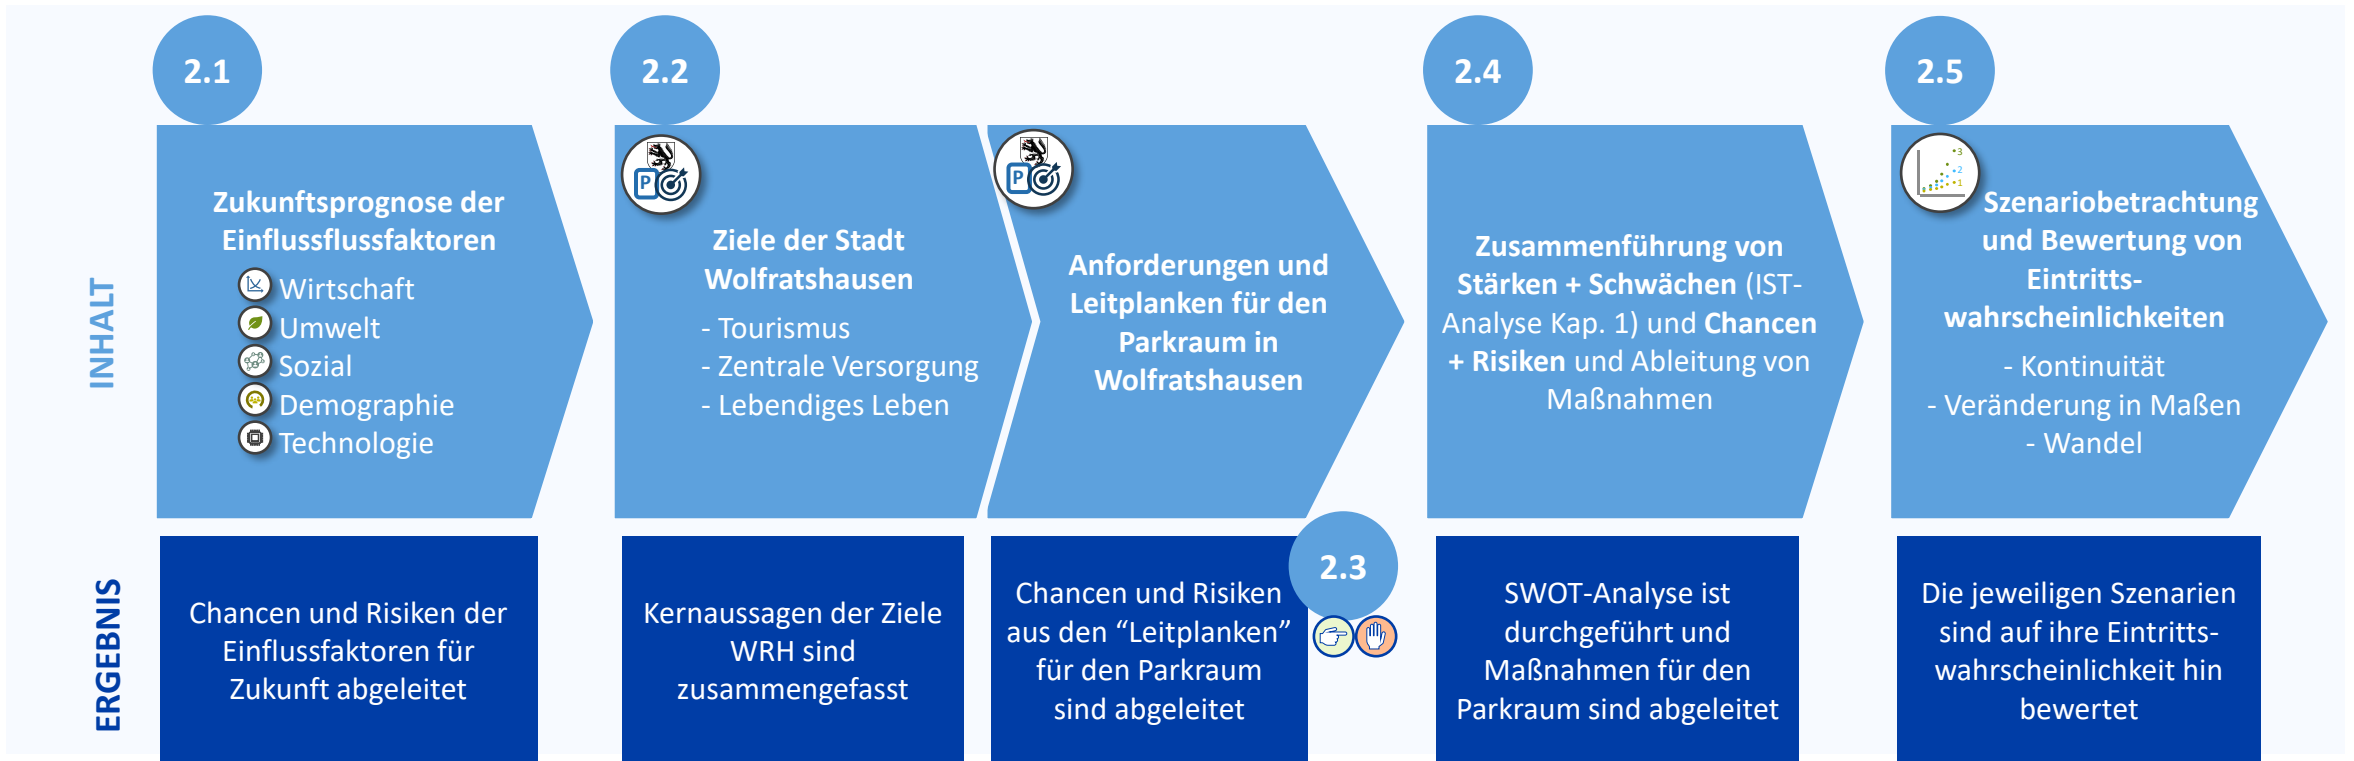 2.1
2.2
2.4
2.5
INHALT
Zukunftsprognose der
Einflussflussfaktoren
Wirtschaft
Umwelt
Sozial
Demographie
Technologie
P
Ziele der Stadt
Wolfratshausen
- Tourismus
- Zentrale Versorgung
- Lebendiges Leben
P
Anforderungen und
Leitplanken für den
Parkraum in
Wolfratshausen
Zusammenführung von
Stärken + Schwächen (IST-
Analyse Kap. 1) und Chancen
+ Risiken und Ableitung von
Maßnahmen
3
2
1
Szenariobetrachtung
und Bewertung von
Eintritts-
wahrscheinlichkeiten
- Kontinuität
- Veränderung in Maßen
- Wandel
ERGEBNIS
Chancen und Risiken der
Einflussfaktoren für
Zukunft abgeleitet
Kernaussagen der Ziele
WRH sind
zusammengefasst
2.3
Chancen und Risiken
aus den “Leitplanken”
für den Parkraum
sind abgeleitet
SWOT-Analyse ist
durchgeführt und
Maßnahmen für den
Parkraum sind abgeleitet
Die jeweiligen Szenarien
sind auf ihre Eintritts-
wahrscheinlichkeit hin
bewertet